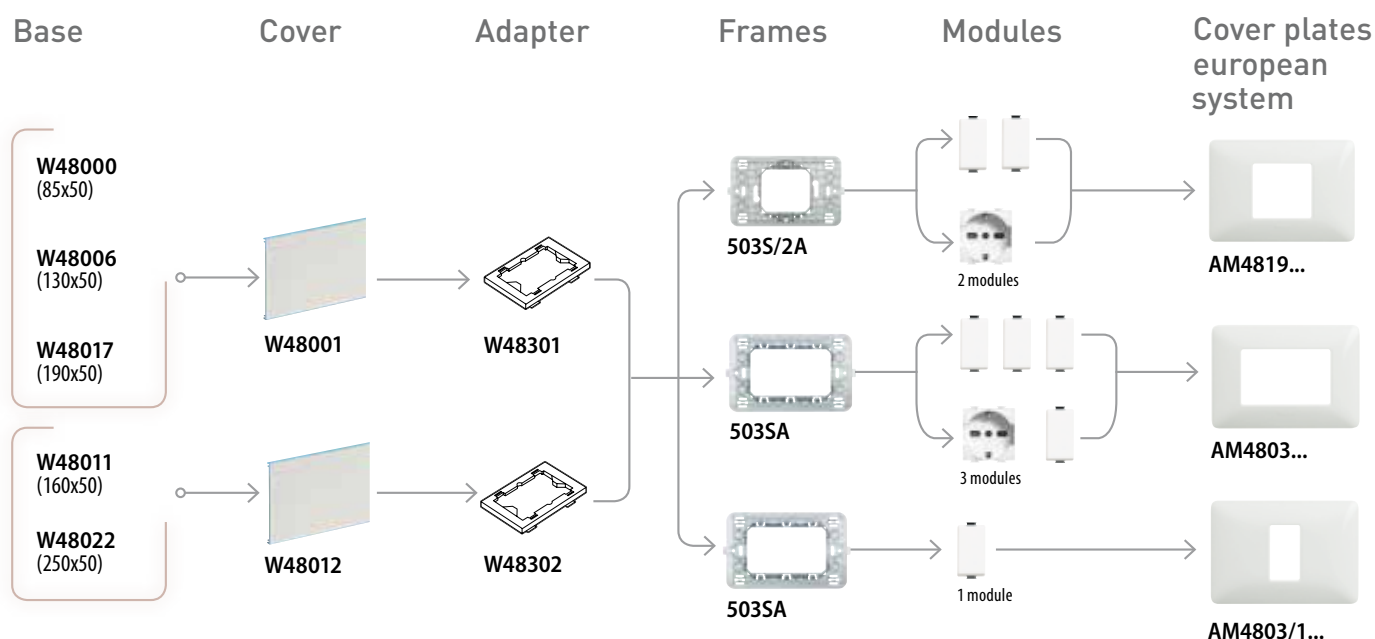 Base
Cover
Adapter
Frames
Modules
Cover plates
european
system
W48000
(85x50)
W48006
(130x50)
W48017
(190x50)
W48001
W48301
W48011
(160x50)
W48022
(250x50)
W48012
W48302
503S/2A
2 modules
AM4819...
503SA
3 modules
AM4803...
503SA
1 module
AM4803/1...